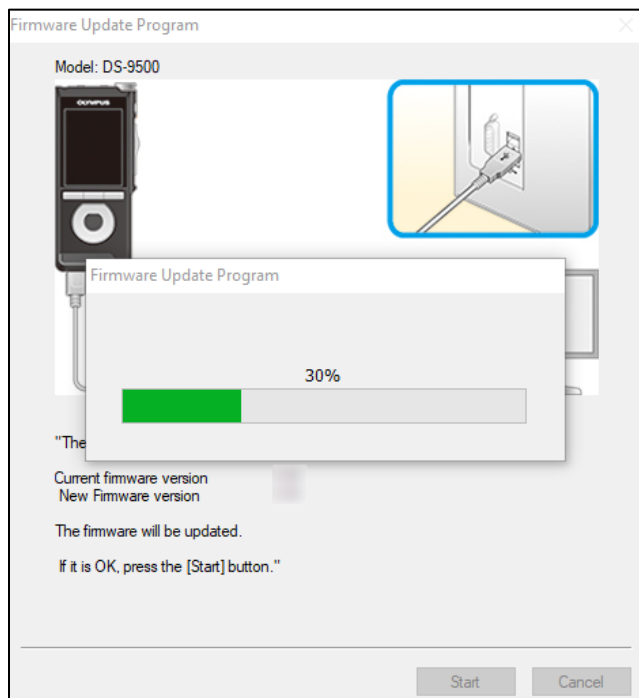 Firmware Update Program
Model: DS-9500
OLYMPUS
Firmware Update Program
30%
"The
Current firmware version
New Firmware version
The firmware will be updated.
If it is OK, press the [Start] button."
Start
Cancel